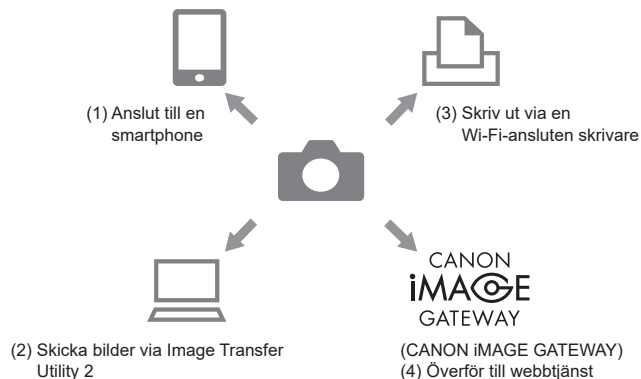 (1) Anslut till en
smartphone
(3) Skriv ut via en
Wi-Fi-ansluten skrivare
(2) Skicka bilder via Image Transfer
Utility 2
CANON
iMAGE
GATEWAY
(CANON iMAGE GATEWAY)
(4) Överför till webbtjänst